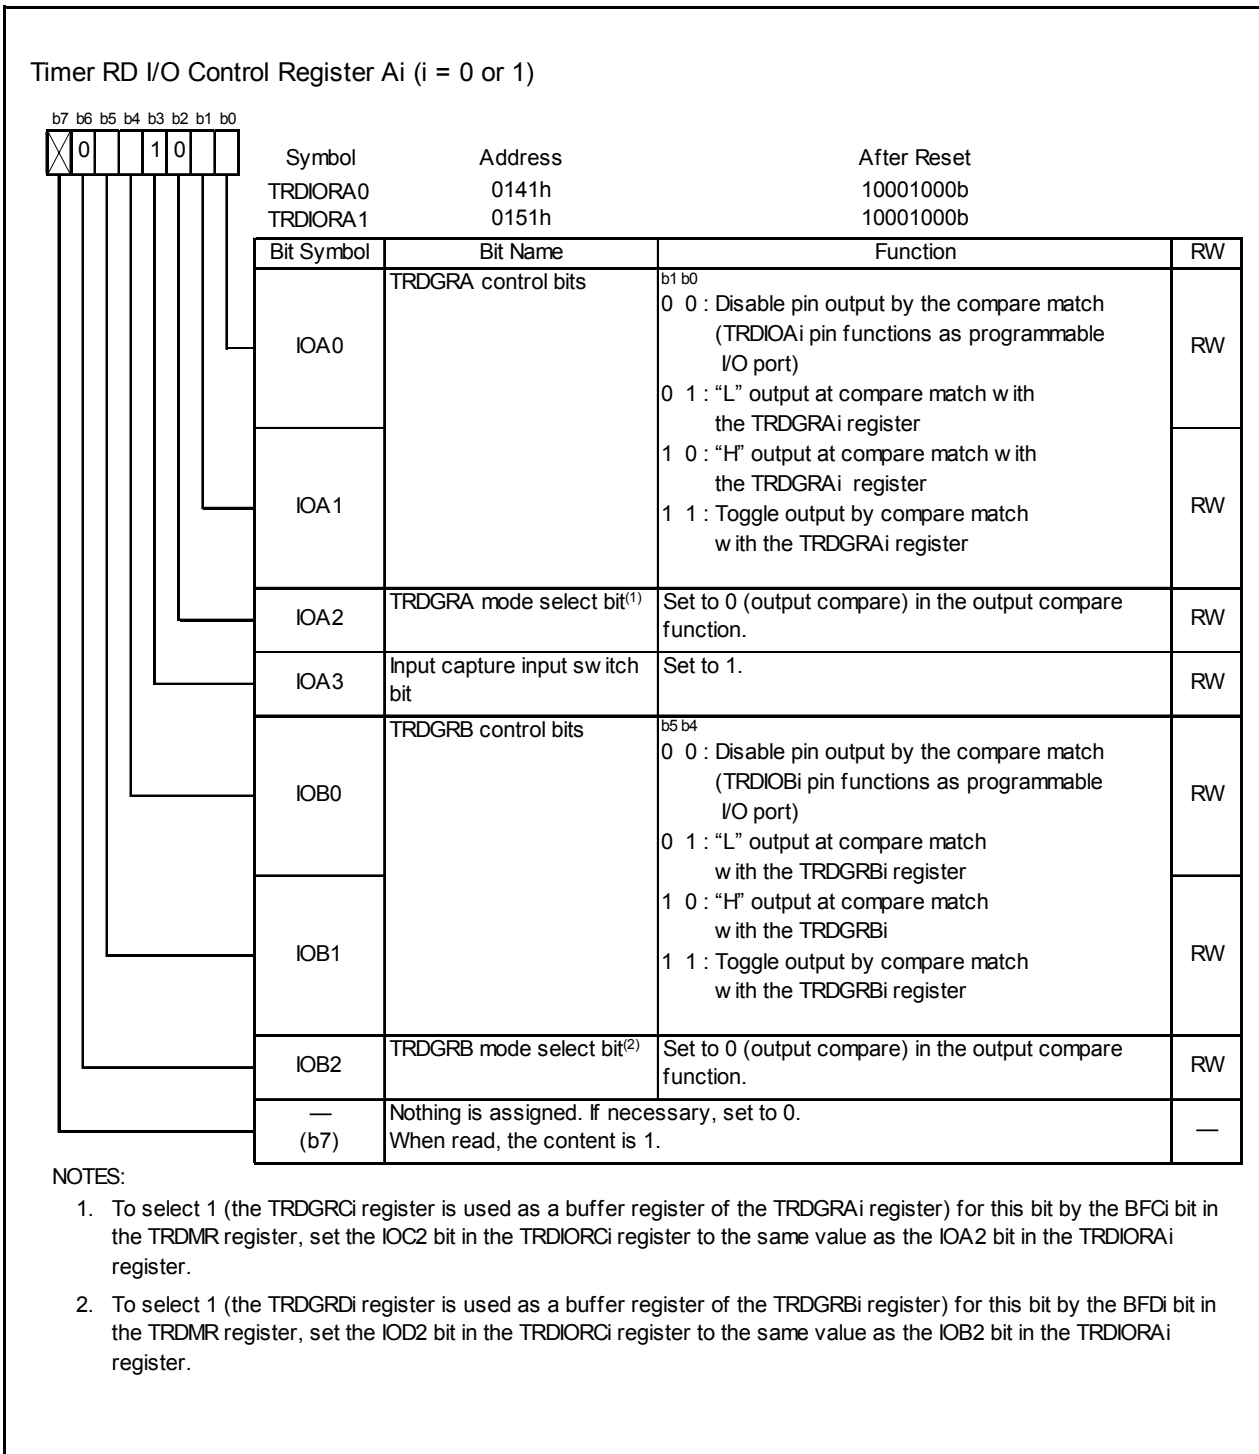 Timer RD I/O Control Register Ai (i = 0 or 1)
b7 b6 b5 b4 b3 b2 b1 b0
0 1 0
Symbol Address After Reset
TRDIORA0 0141h 10001000b
TRDIORA1 0151h 10001000b
Bit Symbol Bit Name Function RW
IOA0 TRDGRA control bits RW
b1 b0
0 0 : Disable pin output by the compare match
(TRDIOAi pin functions as programmable
I/O port)
0 1 : “L” output at compare match with
the TRDGRAi register
IOA1 RW
1 0 : “H” output at compare match with
the TRDGRAi register
1 1 : Toggle output by compare match
with the TRDGRAi register
IOA2 TRDGRA mode select bit(1) Set to 0 (output compare) in the output compare RW
function.
IOA3 Input capture input switch Set to 1. RW
bit
IOB0 TRDGRB control bits RW
b5 b4
0 0 : Disable pin output by the compare match
(TRDIOBi pin functions as programmable
I/O port)
0 1 : “L” output at compare match
with the TRDGRBi register
IOB1 RW
1 0 : “H” output at compare match
with the TRDGRBi
1 1 : Toggle output by compare match
with the TRDGRBi register
IOB2 TRDGRB mode select bit(2) Set to 0 (output compare) in the output compare RW
function.
— Nothing is assigned. If necessary, set to 0. —
(b7) When read, the content is 1.
NOTES:
1. To select 1 (the TRDGRCi register is used as a buffer register of the TRDGRAi register) for this bit by the BFCi bit in
the TRDMR register, set the IOC2 bit in the TRDIORCi register to the same value as the IOA2 bit in the TRDIORAi
register.
2. To select 1 (the TRDGRDi register is used as a buffer register of the TRDGRBi register) for this bit by the BFDi bit in
the TRDMR register, set the IOD2 bit in the TRDIORCi register to the same value as the IOB2 bit in the TRDIORAi
register.